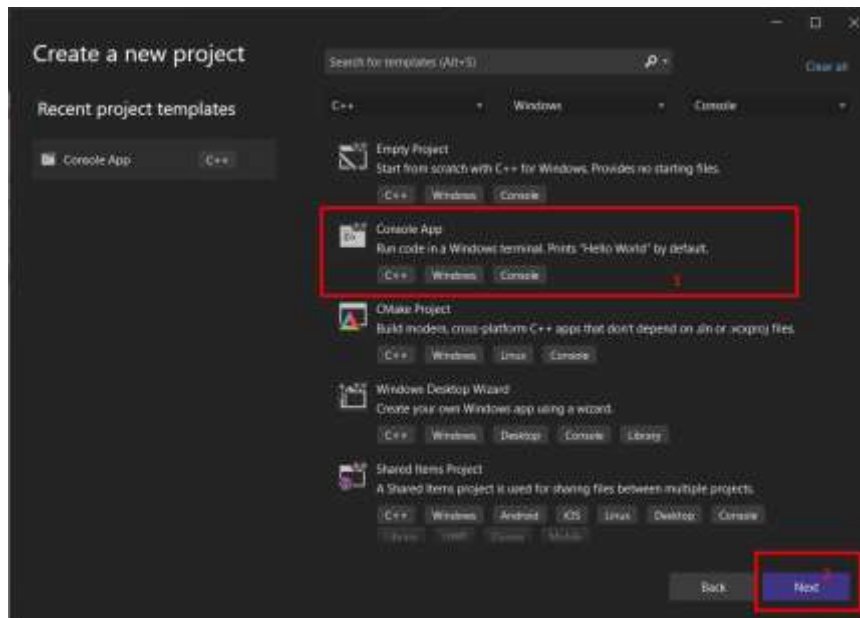 Create a new project
Search for templates (Alt+S)
Clear all
Recent project templates
C++
Windows
Console
Console App
C++
Empty Project
Start from scratch with C++ for Windows. Provides no starting files.
C++ Windows Console
Console App
Run code in a Windows terminal. Prints "Hello World" by default.
C++ Windows Console
1
CMake Project
Build modern, cross-platform C++ apps that don't depend on .sln or .vcxproj files.
C++ Windows Linux Console
Windows Desktop Wizard
Create your own Windows app using a wizard.
C++ Windows Desktop Console Library
Shared Items Project
A Shared Items project is used for sharing files between multiple projects.
C++ Windows Android iOS Linux Desktop Console
Library Mobile
Back
Next
2